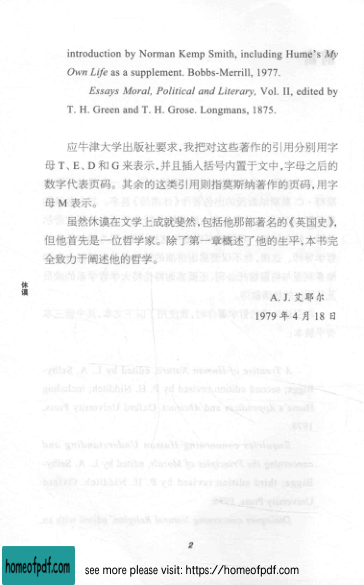 introduction by Norman Kemp Smith, including Hume's My
Own Life as a supplement. Bobbs-Merrill, 1977.
Essays Moral, Political and Literary, Vol. II, edited by
T. H. Green and T. H. Grose. Longmans, 1875.
应牛津大学出版社要求,我把对这些著作的引用分别用字
母 T、E、D 和 G 来表示,并且插入括号内置于文中,字母之后的
数字代表页码。其余的这类引用则指莫斯纳著作的页码,用字
母 M 表示。
虽然休谟在文学上成就斐然,包括他那部著名的《英国史》,
但他首先是一位哲学家。除了第一章概述了他的生平,本书完
全致力于阐述他的哲学。
休谟
A. J. 艾耶尔
1979 年 4 月 18 日
2
homeofpdf.com
see more please visit: https://homeofpdf.com